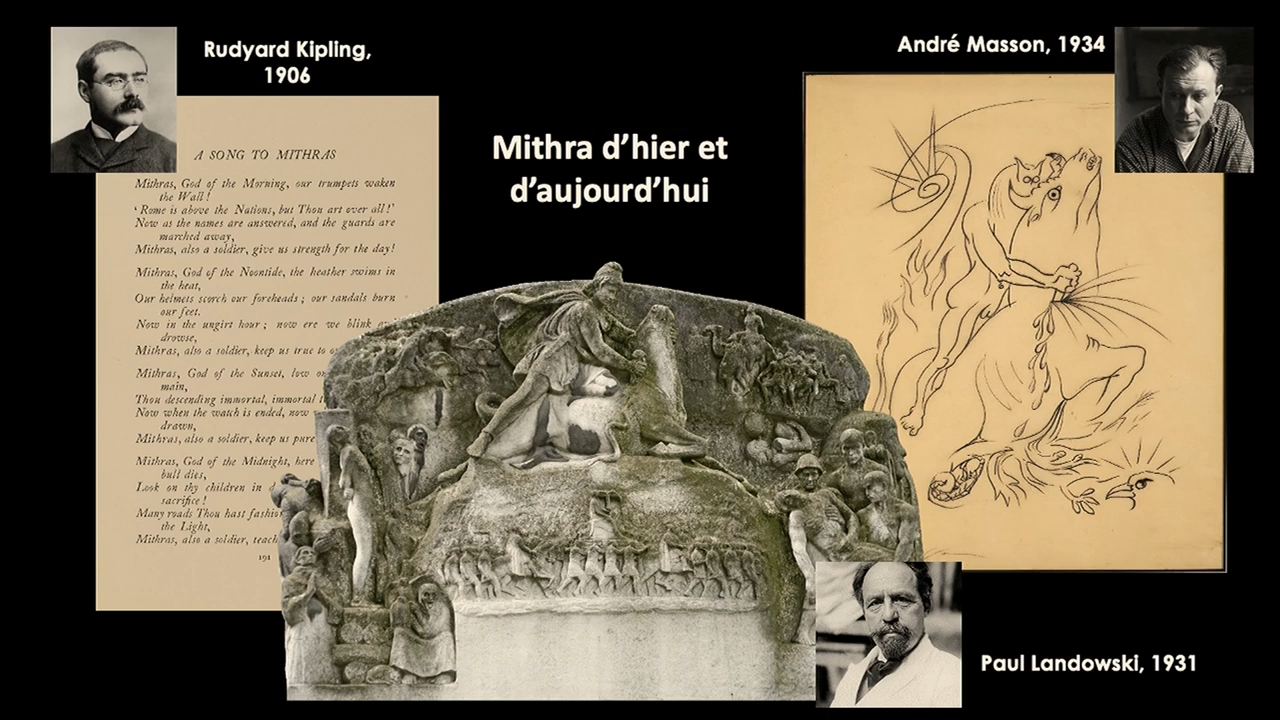 Rudyard Kipling,
1906
André Masson, 1934
Mithra d’hier et
d’aujourd’hui
A SONG TO MITHRAS
Mithras, God of the Morning, our trumpets waken
the Wall!
‘Rome is above the Nations, but Thou art over all!’
Now as the names are answered, and the guards are
marched away,
Mithras, also a soldier, give us strength for the day!
Mithras, God of the Noontide, the heather swims in
the heat,
Our helmets scorch our foreheads; our sandals burn
our feet.
Now in the ungirt hour; now ere we blink
drowse,
Mithras, also a soldier, keep us true to
Mithras, God of the Sunset, low
main,
Thou descending immortal, immortal
Now when the watch is ended, now
drawn,
Mithras, also a soldier, keep us pure
Mithras, God of the Midnight, here
bull dies,
Look on thy children in
sacrifice!
Many roads Thou hast
the Light,
Mithras, also a soldier,
191
Paul Landowski, 1931